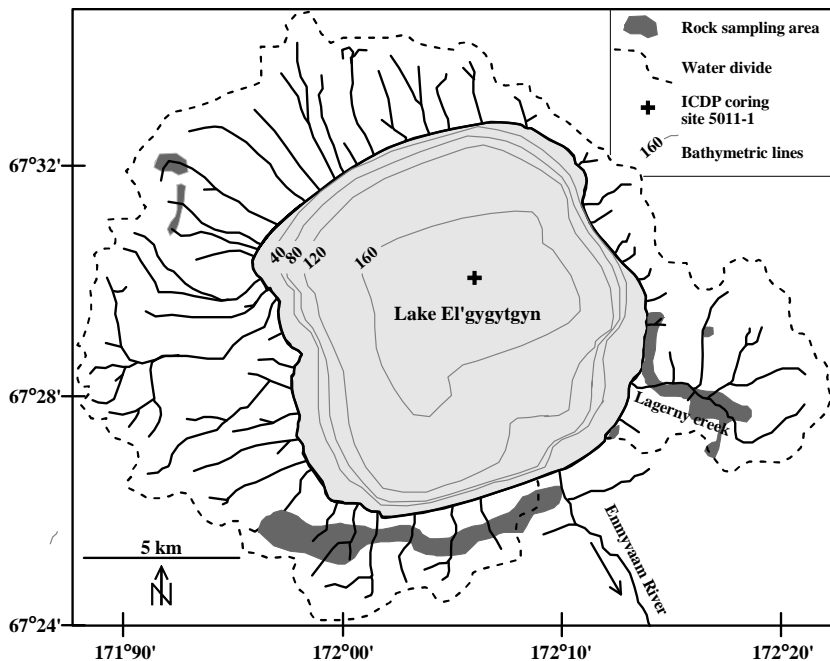 Rock sampling area
Water divide
ICDP coring
site 5011-1
160
Bathymetric lines
67°32'
67°28'
67°24'
40
80
120
160
Lake El'gygytgyn
Lagerny creek
Enmyvaam River
5 km
N
171°90'
172°00'
172°10'
172°20'